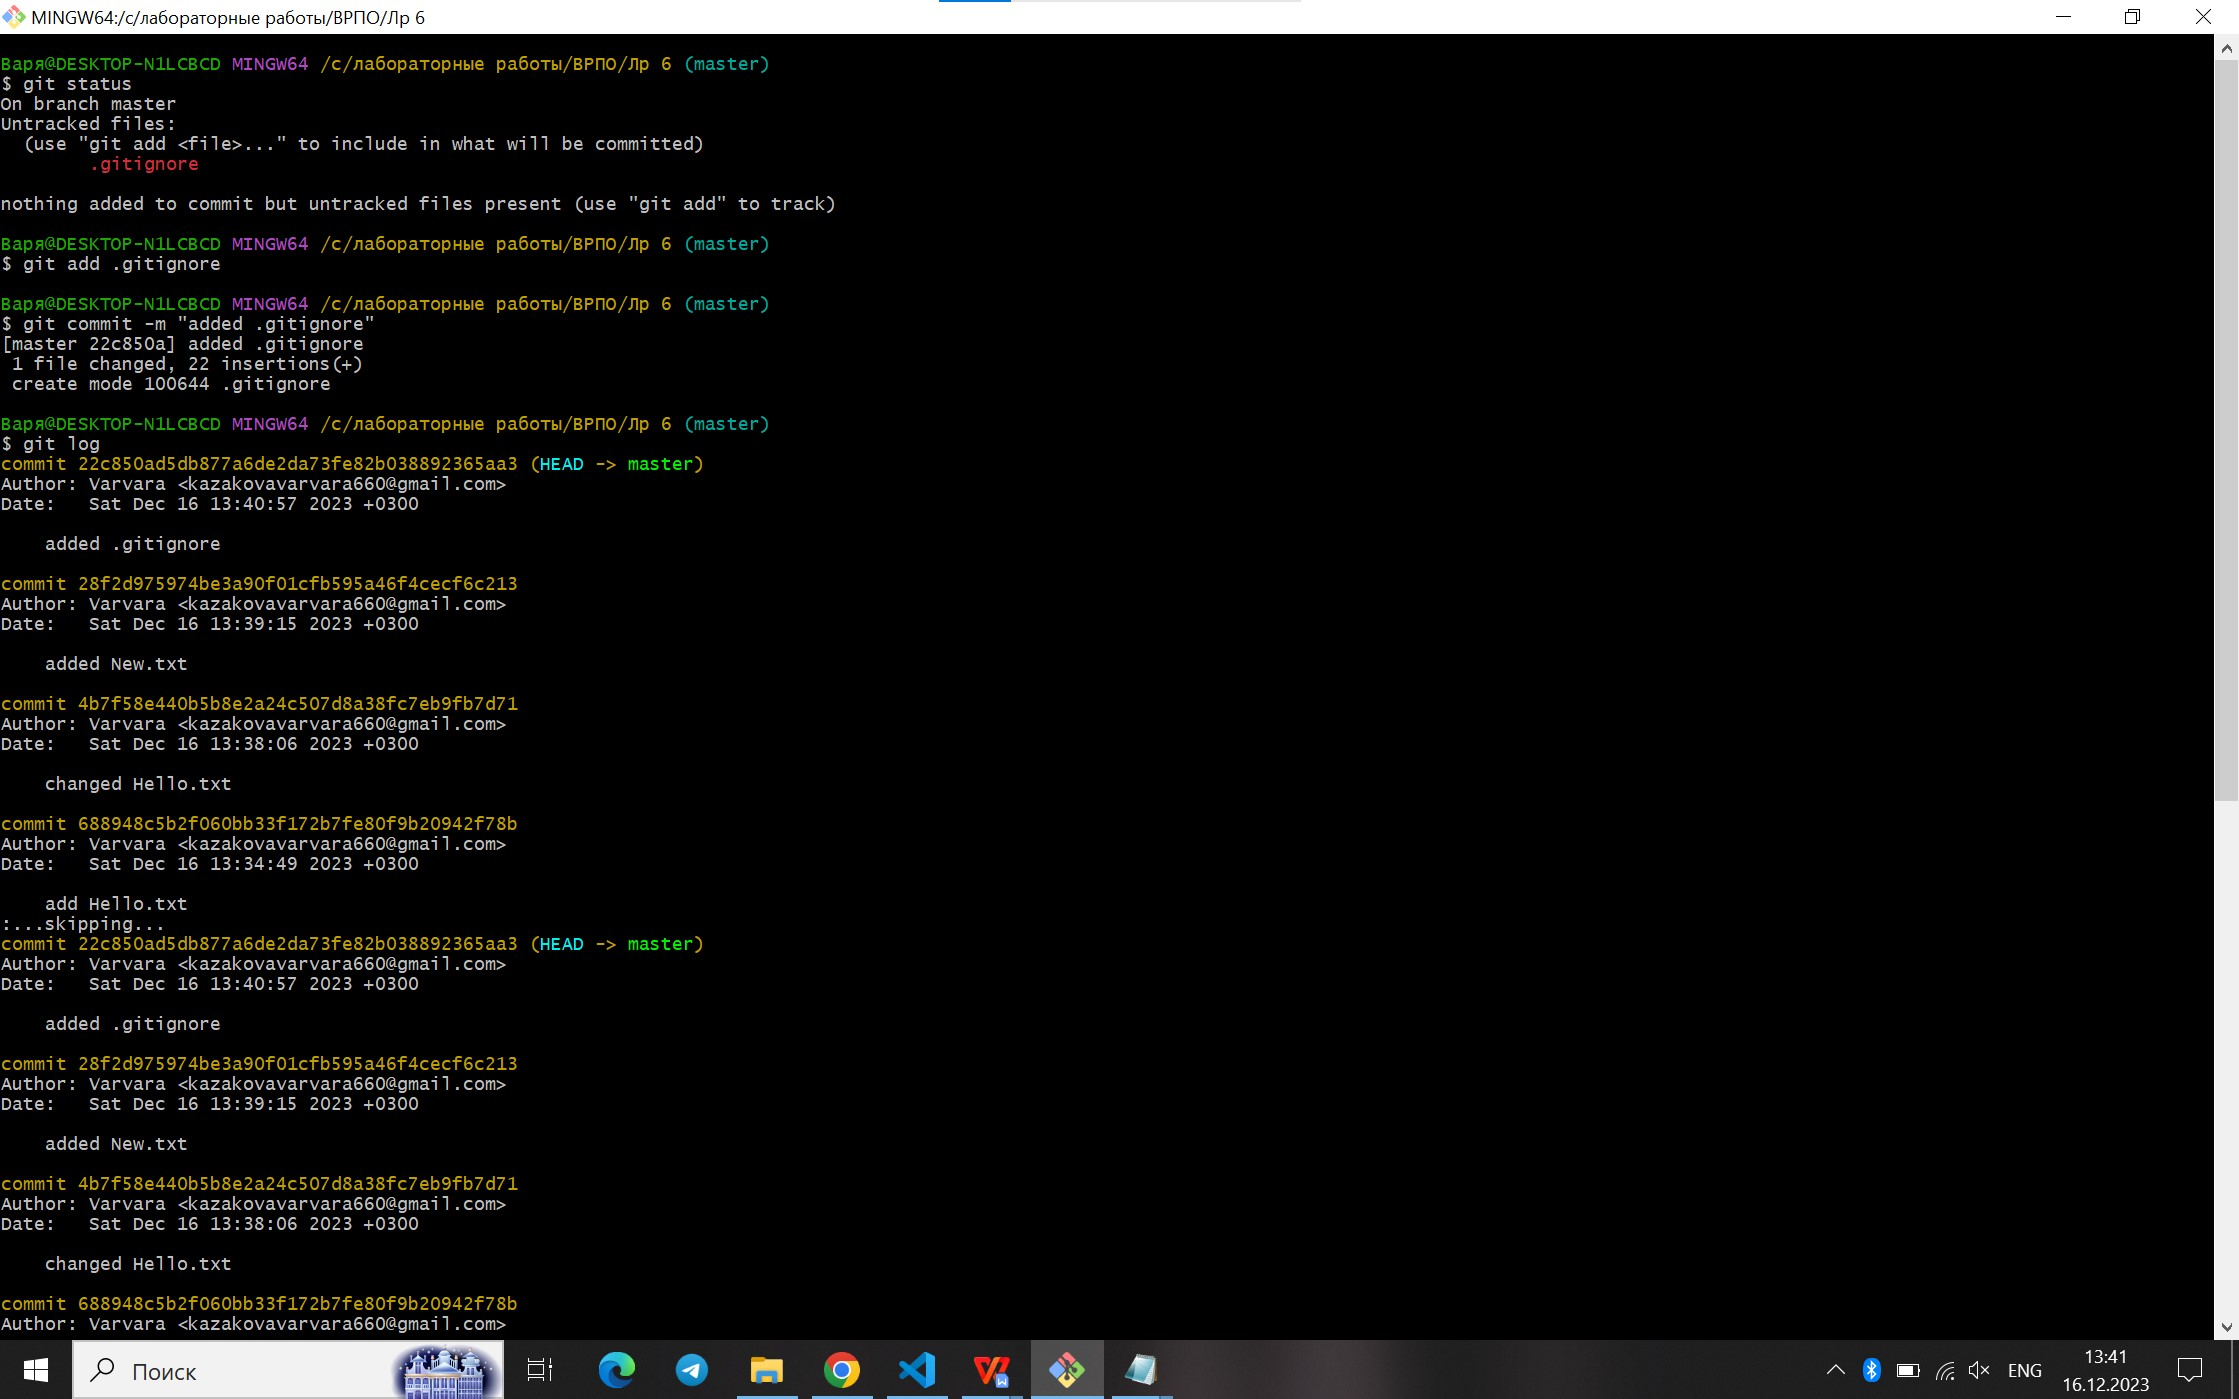 MINGW64:/c/лабораторные работы/ВРПО/Лр 6
Варя@DESKTOP-N1LCBCD MINGW64 /c/лабораторные работы/ВРПО/Лр 6 (master)
$ git status
On branch master
Untracked files:
  (use "git add <file>..." to include in what will be committed)
        .gitignore
nothing added to commit but untracked files present (use "git add" to track)
Варя@DESKTOP-N1LCBCD MINGW64 /c/лабораторные работы/ВРПО/Лр 6 (master)
$ git add .gitignore
Варя@DESKTOP-N1LCBCD MINGW64 /c/лабораторные работы/ВРПО/Лр 6 (master)
$ git commit -m "added .gitignore"
[master 22c850a] added .gitignore
 1 file changed, 22 insertions(+)
 create mode 100644 .gitignore
Варя@DESKTOP-N1LCBCD MINGW64 /c/лабораторные работы/ВРПО/Лр 6 (master)
$ git log
commit 22c850ad5db877a6de2da73fe82b038892365aa3 (HEAD -> master)
Author: Varvara <kazakovavarvara660@gmail.com>
Date:   Sat Dec 16 13:40:57 2023 +0300
    added .gitignore
commit 28f2d975974be3a90f01cfb595a46f4cecf6c213
Author: Varvara <kazakovavarvara660@gmail.com>
Date:   Sat Dec 16 13:39:15 2023 +0300
    added New.txt
commit 4b7f58e440b5b8e2a24c507d8a38fc7eb9fb7d71
Author: Varvara <kazakovavarvara660@gmail.com>
Date:   Sat Dec 16 13:38:06 2023 +0300
    changed Hello.txt
commit 688948c5b2f060bb33f172b7fe80f9b20942f78b
Author: Varvara <kazakovavarvara660@gmail.com>
Date:   Sat Dec 16 13:34:49 2023 +0300
    add Hello.txt
:...skipping...
commit 22c850ad5db877a6de2da73fe82b038892365aa3 (HEAD -> master)
Author: Varvara <kazakovavarvara660@gmail.com>
Date:   Sat Dec 16 13:40:57 2023 +0300
    added .gitignore
commit 28f2d975974be3a90f01cfb595a46f4cecf6c213
Author: Varvara <kazakovavarvara660@gmail.com>
Date:   Sat Dec 16 13:39:15 2023 +0300
    added New.txt
commit 4b7f58e440b5b8e2a24c507d8a38fc7eb9fb7d71
Author: Varvara <kazakovavarvara660@gmail.com>
Date:   Sat Dec 16 13:38:06 2023 +0300
    changed Hello.txt
commit 688948c5b2f060bb33f172b7fe80f9b20942f78b
Author: Varvara <kazakovavarvara660@gmail.com>
Поиск
ENG
13:41
16.12.2023